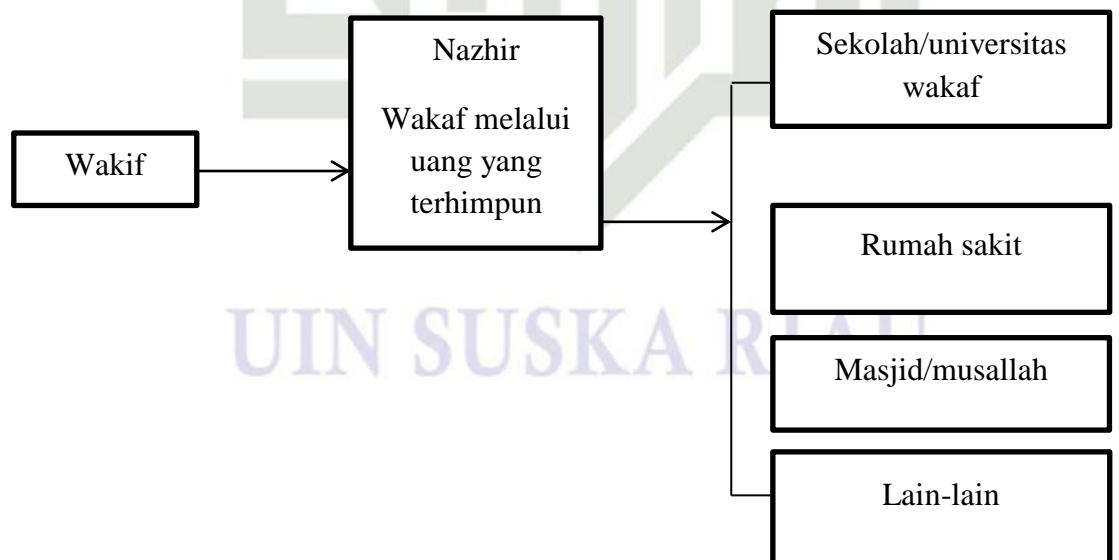 Wakif
Nazhir
Wakaf melalui
uang yang
terhimpun
Sekolah/universitas
wakaf
Rumah sakit
Masjid/musallah
Lain-lain
UIN SUSKA RIAU